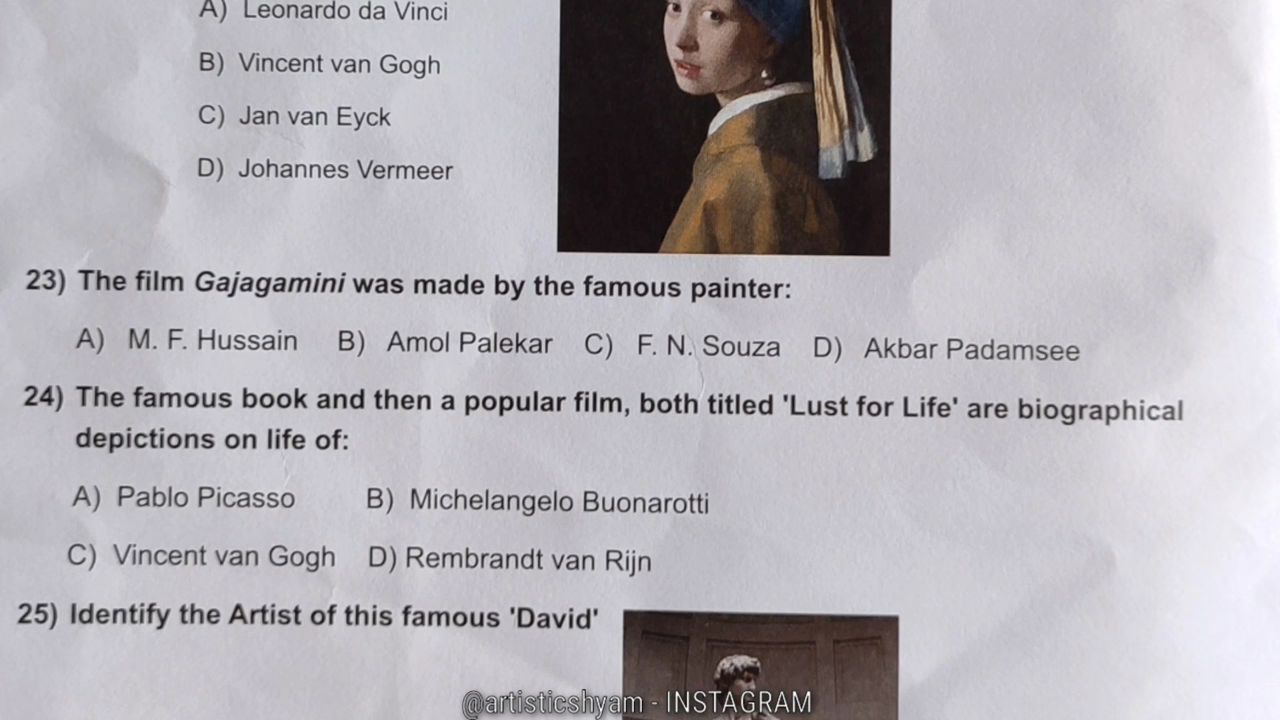 A) Leonardo da Vinci
B) Vincent van Gogh
C) Jan van Eyck
D) Johannes Vermeer
23) The film Gajagamini was made by the famous painter:
A) M. F. Hussain B) Amol Palekar C) F. N. Souza D) Akbar Padamsee
24) The famous book and then a popular film, both titled 'Lust for Life' are biographical
depictions on life of:
A) Pablo Picasso B) Michelangelo Buonarotti
C) Vincent van Gogh D) Rembrandt van Rijn
25) Identify the Artist of this famous 'David'
@artisticshyam - INSTAGRAM